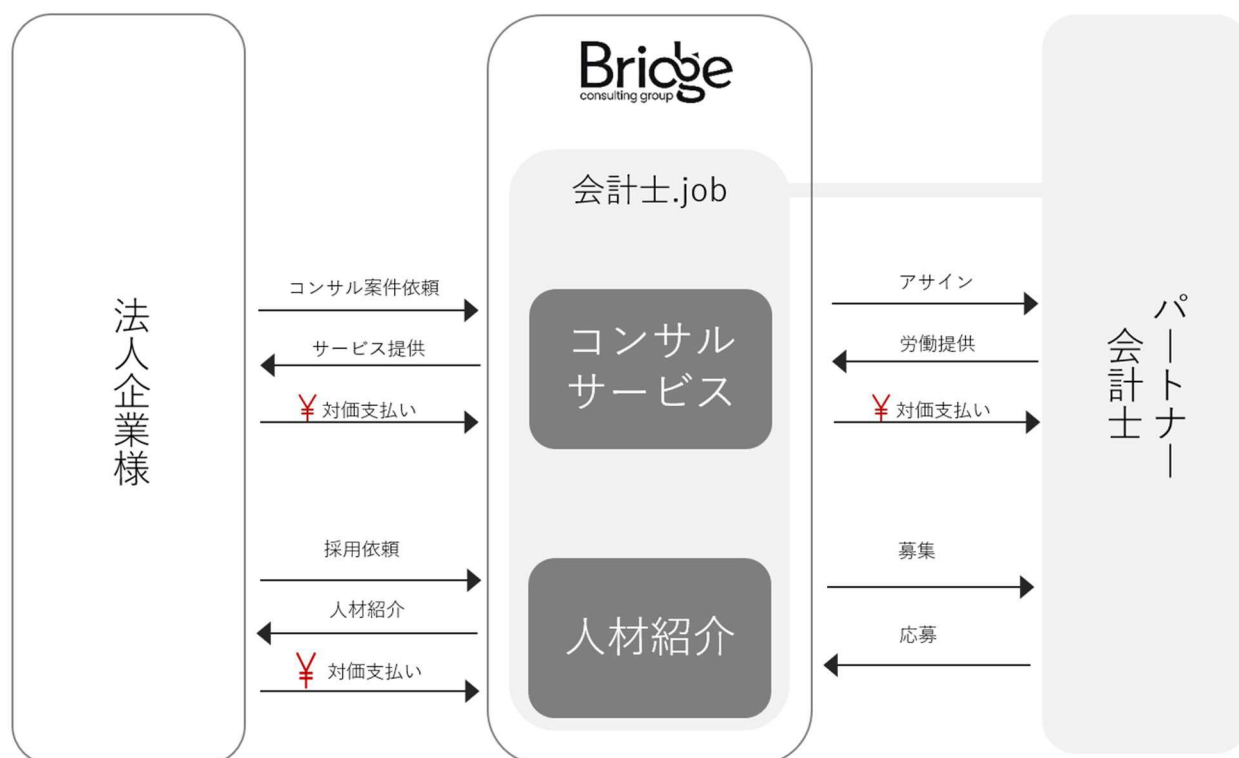 Bridge
consulting group
会計士.job
法人企業様
コンサル案件依頼
サービス提供
¥ 対価支払い
コンサル
サービス
アサイン
労働提供
¥ 対価支払い
パートナー
会計士
採用依頼
人材紹介
¥ 対価支払い
人材紹介
募集
応募